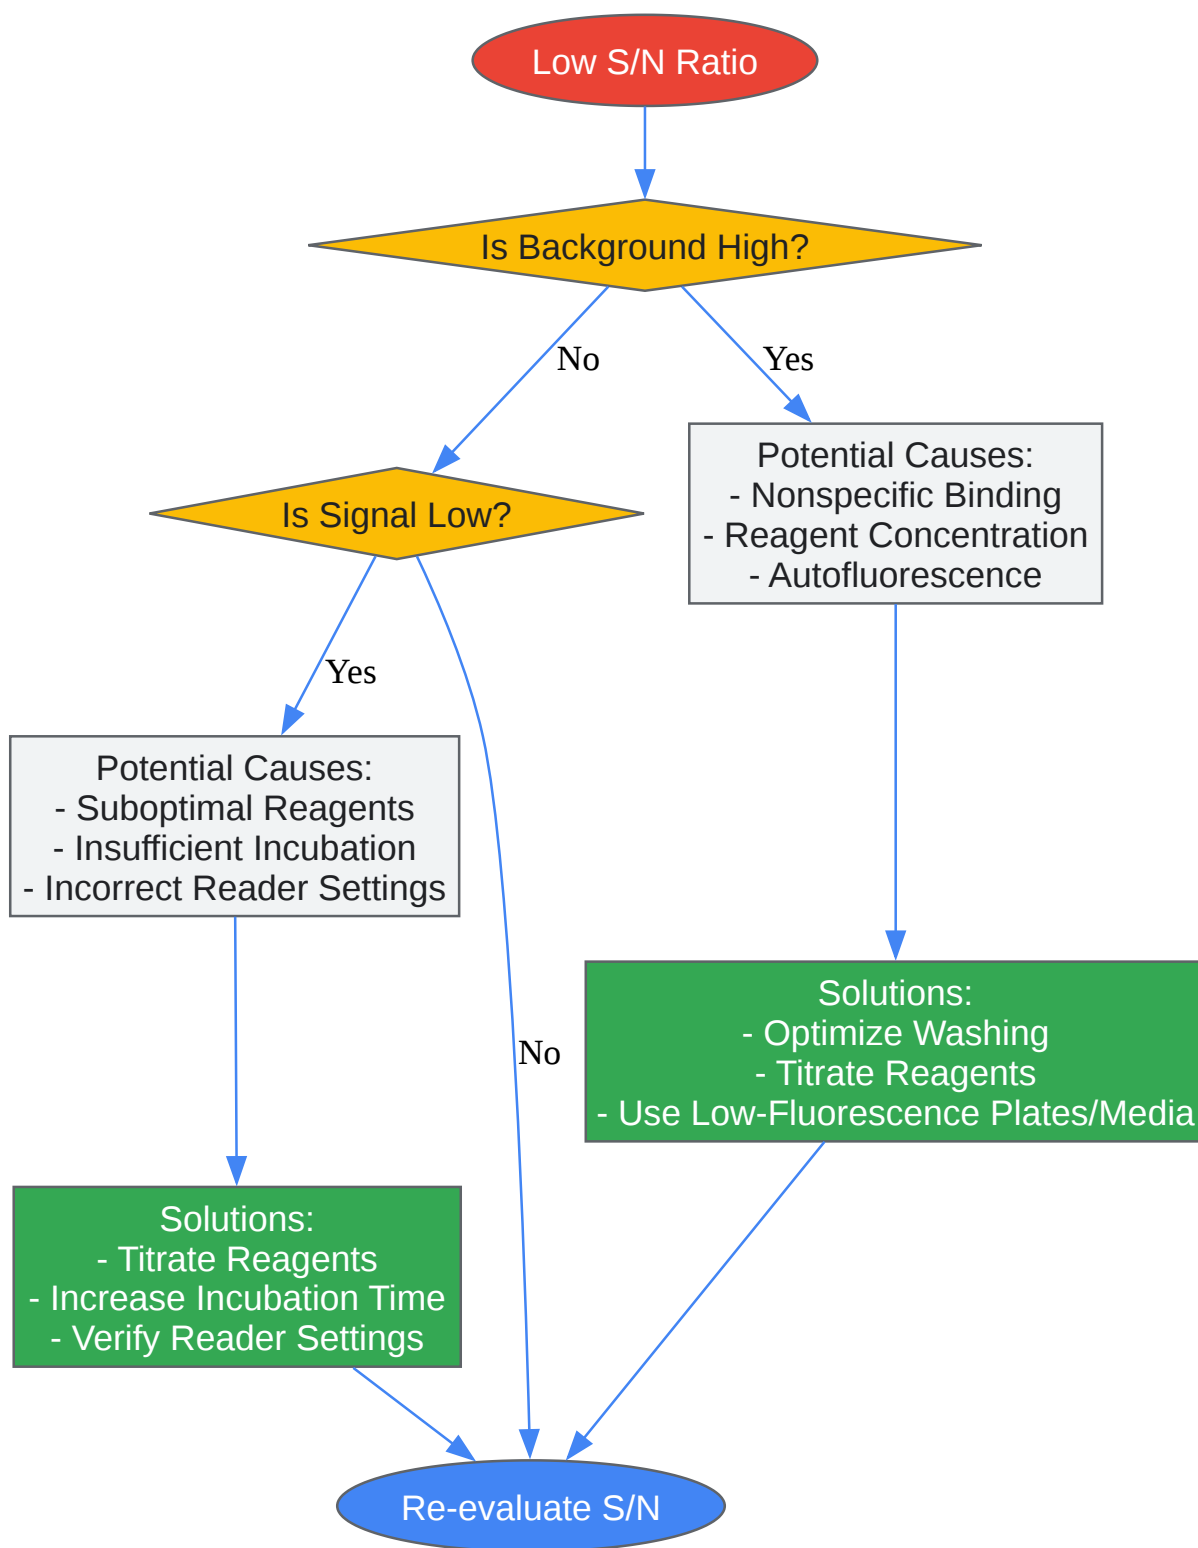 Low S/N Ratio
Is Background High?
No
Yes
Potential Causes:
- Nonspecific Binding
- Reagent Concentration
- Autofluorescence
Is Signal Low?
Yes
Potential Causes:
- Suboptimal Reagents
- Insufficient Incubation
- Incorrect Reader Settings
No
Solutions:
- Optimize Washing
- Titrate Reagents
- Use Low-Fluorescence Plates/Media
Solutions:
- Titrate Reagents
- Increase Incubation Time
- Verify Reader Settings
Re-evaluate S/N